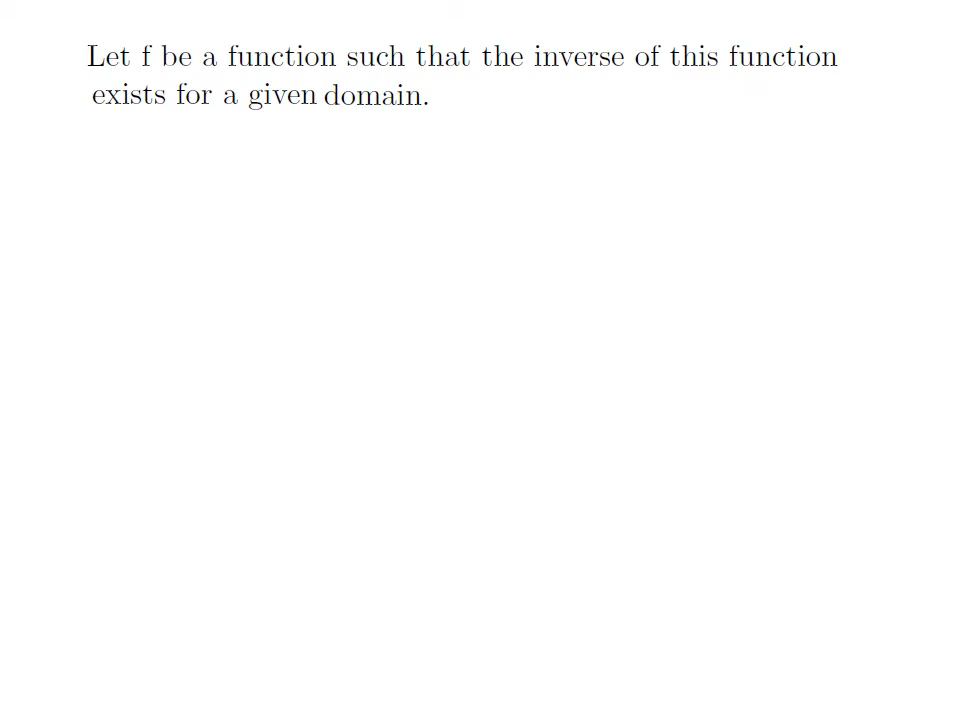 Let f be a function such that the inverse of this function
exists for a given domain.